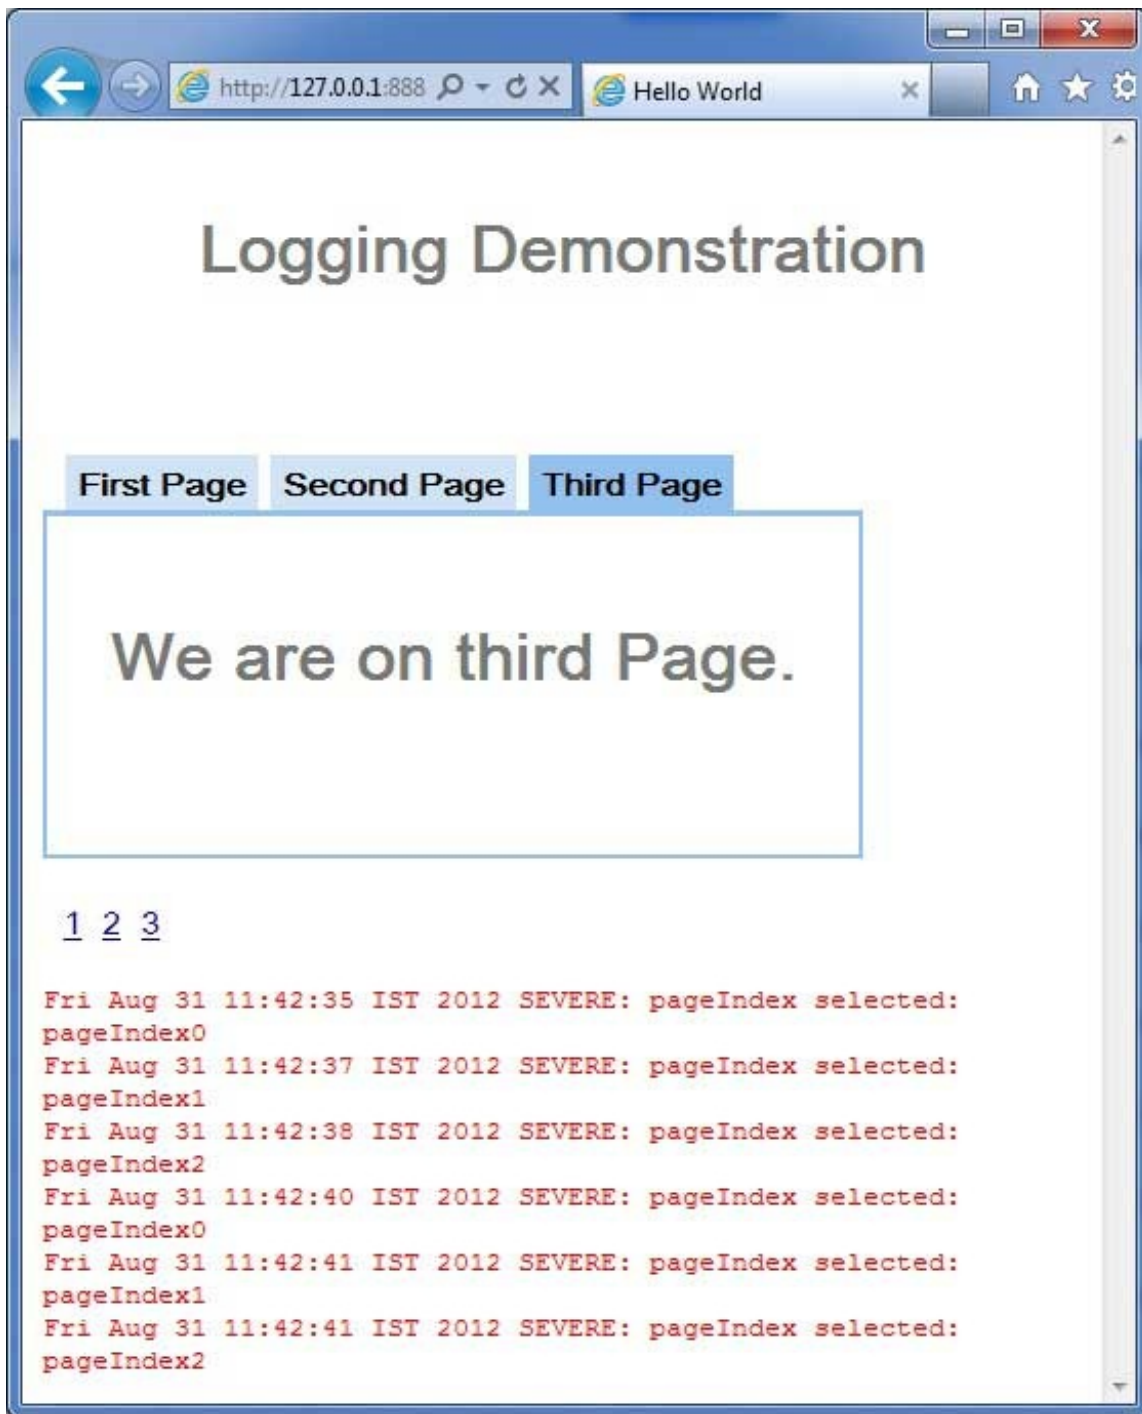 http://127.0.0.1:888
Hello World
Logging Demonstration
First Page Second Page Third Page
We are on third Page.
1 2 3
Fri Aug 31 11:42:35 IST 2012 SEVERE: pageIndex selected:
pageIndex0
Fri Aug 31 11:42:37 IST 2012 SEVERE: pageIndex selected:
pageIndex1
Fri Aug 31 11:42:38 IST 2012 SEVERE: pageIndex selected:
pageIndex2
Fri Aug 31 11:42:40 IST 2012 SEVERE: pageIndex selected:
pageIndex0
Fri Aug 31 11:42:41 IST 2012 SEVERE: pageIndex selected:
pageIndex1
Fri Aug 31 11:42:41 IST 2012 SEVERE: pageIndex selected:
pageIndex2